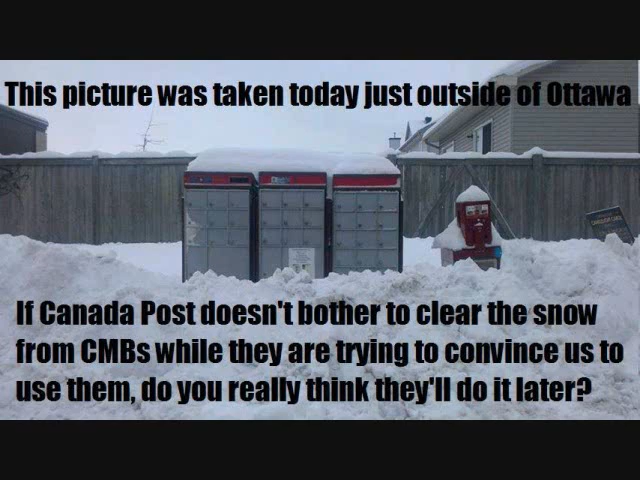 This picture was taken today just outside of Ottawa
If Canada Post doesn't bother to clear the snow
from CMBs while they are trying to convince us to
use them, do you really think they'll do it later?